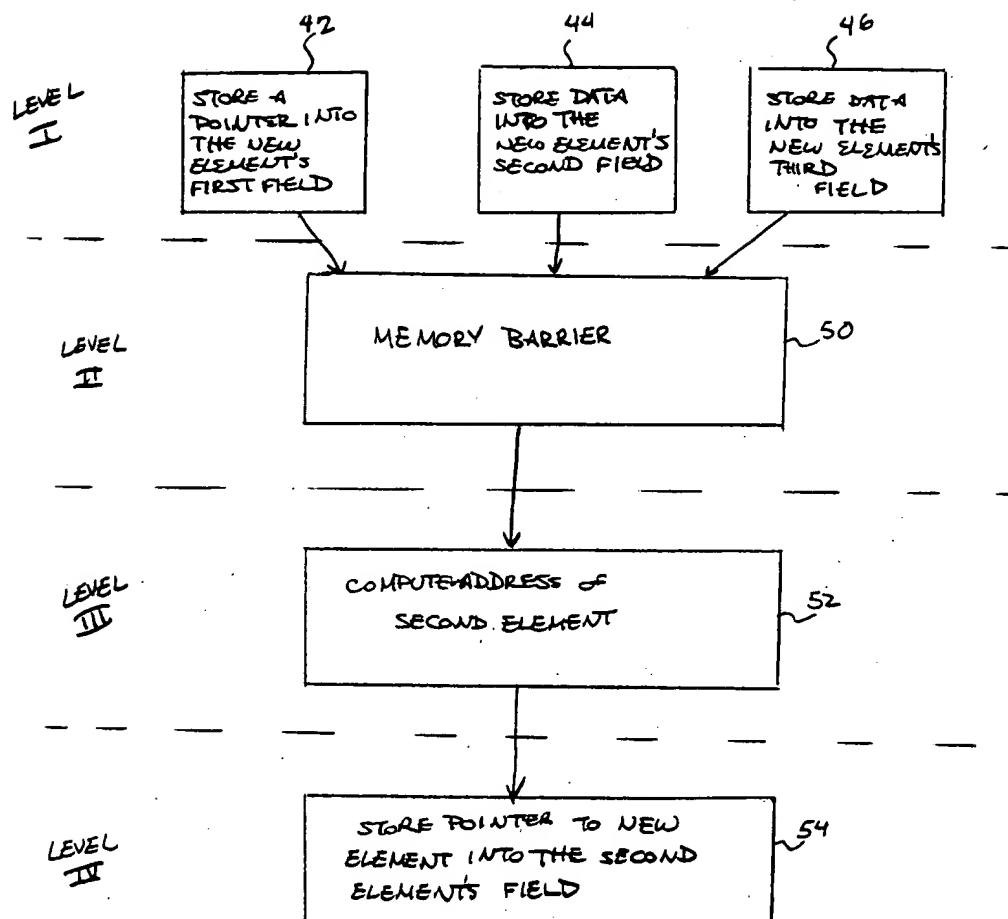 42
44
46
LEVEL
I
STORE A
POINTER INTO
THE NEW
ELEMENT'S
FIRST FIELD
STORE DATA
INTO THE
NEW ELEMENT'S
SECOND FIELD
STORE DATA
INTO THE
NEW ELEMENT'S
THIRD
FIELD
LEVEL
II
MEMORY BARRIER
50
LEVEL
III
COMPUTE ADDRESS of
SECOND ELEMENT
52
LEVEL
IV
STORE POINTER TO NEW
ELEMENT INTO THE SECOND
ELEMENT'S FIELD
54